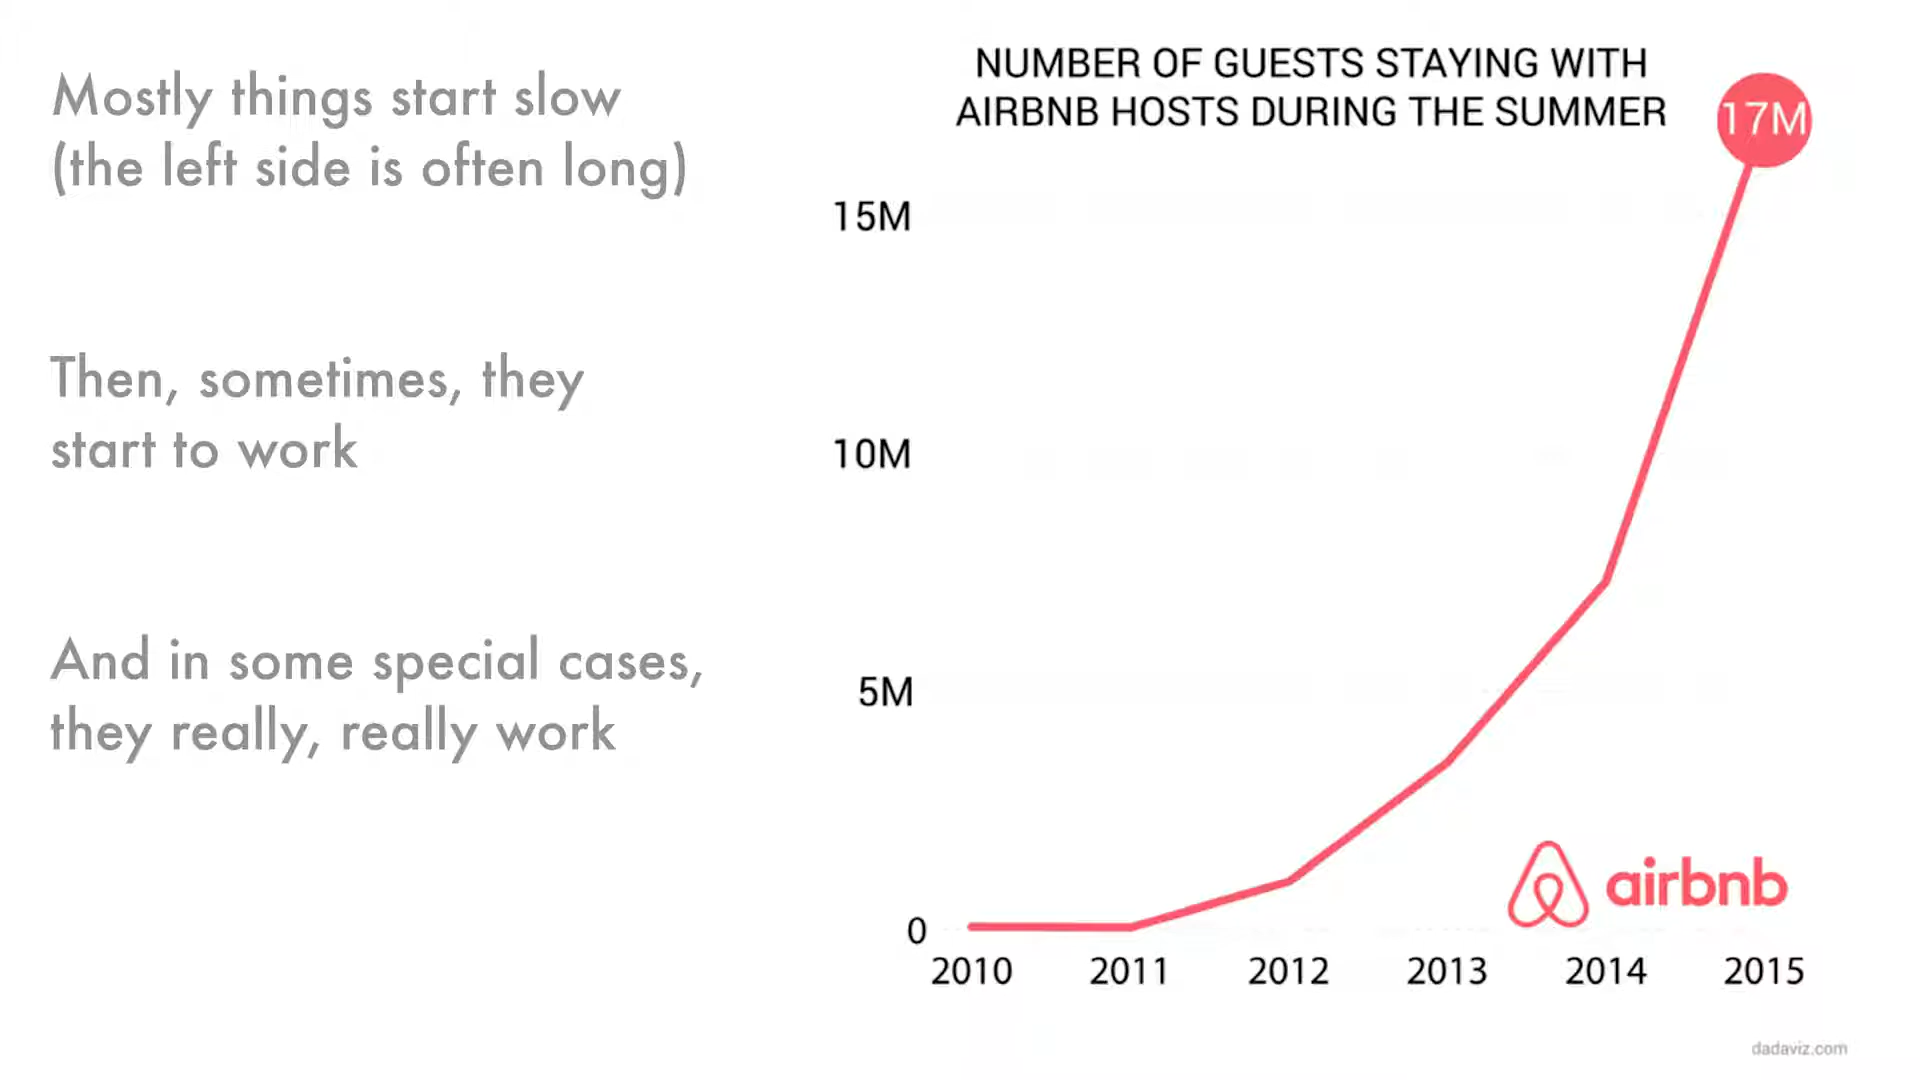 Mostly things start slow
(the left side is often long)
Then, sometimes, they
start to work
And in some special cases,
they really, really work
NUMBER OF GUESTS STAYING WITH
AIRBNB HOSTS DURING THE SUMMER
17M
15M
10M
5M
0
airbnb
2010 2011 2012 2013 2014 2015
dadaviz.com